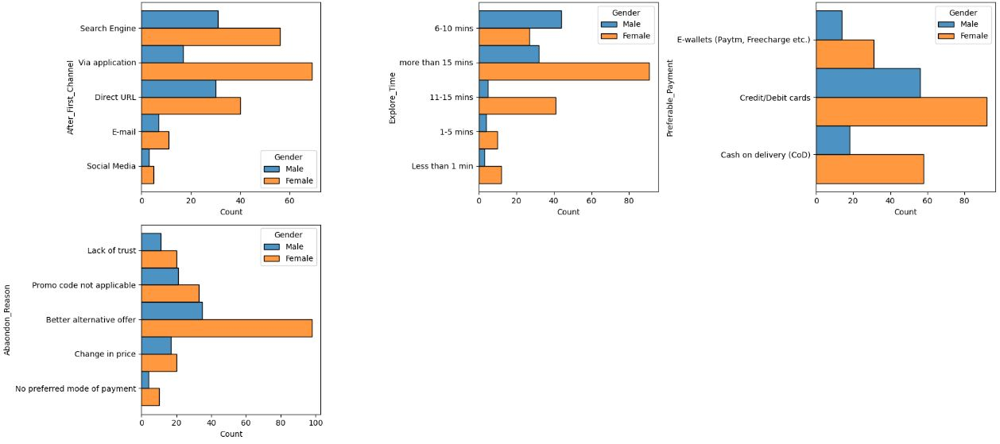 After_First_Channel
Search Engine
Via application
Direct URL
E-mail
Social Media
Gender
Male
Female
0 20 40 60
Count
Explore_Time
6-10 mins
more than 15 mins
11-15 mins
1-5 mins
Less than 1 min
Gender
Male
Female
0 20 40 60 80
Count
Preferable_Payment
E-wallets (Paytm, Freecharge etc.)
Credit/Debit cards
Cash on delivery (CoD)
Gender
Male
Female
0 20 40 60 80
Count
Abaondon_Reason
Lack of trust
Promo code not applicable
Better alternative offer
Change in price
No preferred mode of payment
Gender
Male
Female
0 20 40 60 80 100
Count